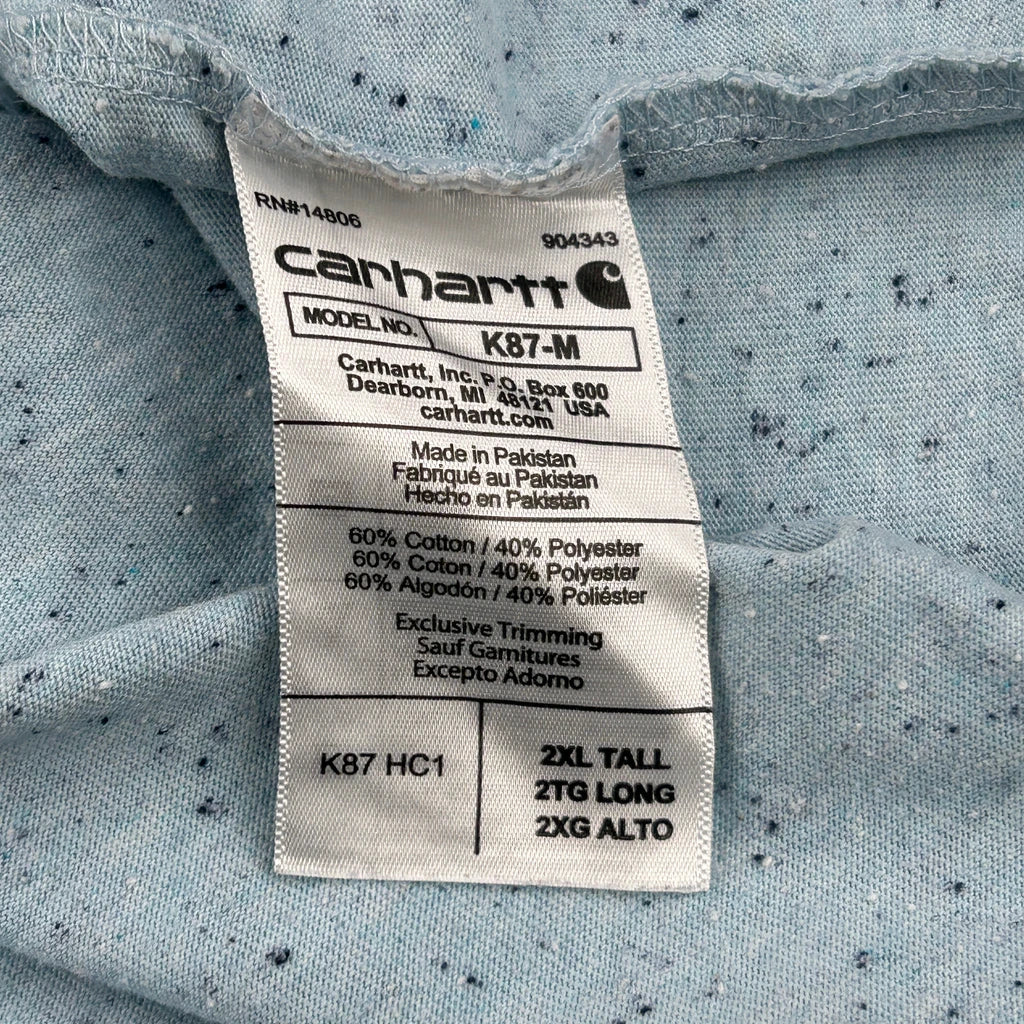 RN#14806
904343
carhartt
MODEL NO. K87-M
Carhartt, Inc. P.O. Box 600
Dearborn, MI 48121 USA
carhartt.com
Made in Pakistan
Fabriqué au Pakistan
Hecho en Pakistán
60% Cotton / 40% Polyester
60% Coton / 40% Polyester
60% Algodón / 40% Poliéster
Exclusive Trimming
Sauf Garnitures
Excepto Adorno
K87 HC1
2XL TALL
2TG LONG
2XG ALTO